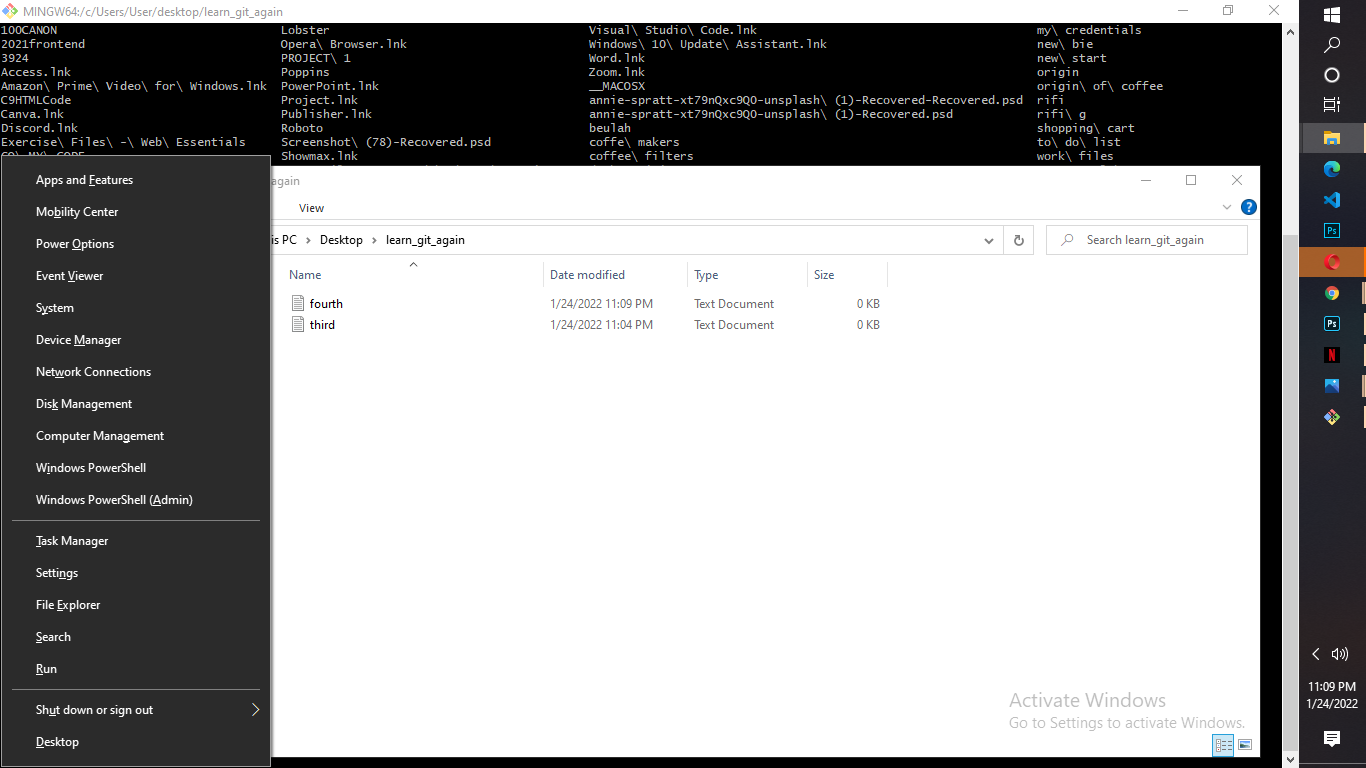 MINGW64:/c/Users/User/desktop/learn_git_again
100CANON Lobster Visual\ Studio\ Code.lnk my\ credentials
2021frontend Opera\ Browser.lnk Windows\ 10\ Update\ Assistant.lnk new\ bie
3924 PROJECT\ 1 Word.lnk new\ start
Access.lnk Poppins Zoom.lnk origin
Amazon\ Prime\ Video\ for\ Windows.lnk PowerPoint.lnk __MACOSX origin\ of\ coffee
C9HTMLCode Project.lnk annie-spratt-xt79nQxc9QO-unsplash\ (1)-Recovered-Recovered.psd rifi
Canva.lnk Publisher.lnk annie-spratt-xt79nQxc9QO-unsplash\ (1)-Recovered.psd rifi\ g
Discord.lnk Roboto beulah shopping\ cart
Exercise\ Files\ -\ Web\ Essentials Screenshot\ (78)-Recovered.psd coffe\ makers to\ do\ list
Showmax.lnk coffee\ filters work\ files
again
View
is PC > Desktop > learn_git_again
Search learn_git_again
Name Date modified Type Size
fourth 1/24/2022 11:09 PM Text Document 0 KB
third 1/24/2022 11:04 PM Text Document 0 KB
Apps and Features
Mobility Center
Power Options
Event Viewer
System
Device Manager
Network Connections
Disk Management
Computer Management
Windows PowerShell
Windows PowerShell (Admin)
Task Manager
Settings
File Explorer
Search
Run
Shut down or sign out
Desktop
Activate Windows
Go to Settings to activate Windows.
Ps
Ps
N
11:09 PM
1/24/2022